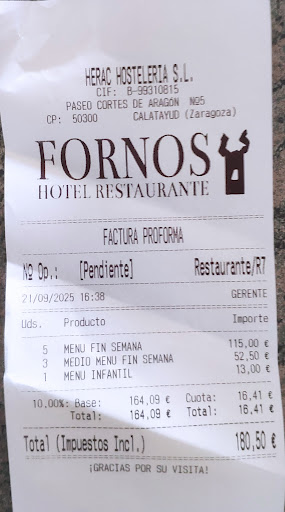 HERAC HOSTELERIA S.L.
CIF: B-99310815
PASEO CORTES DE ARAGÓN Nº5
CP: 50300 CALATAYUD (Zaragoza)
FORNOS
HOTEL RESTAURANTE
FACTURA PROFORMA
Nº Op.: [Pendiente] Restaurante/R7
21/09/2025 16:38 GERENTE
Uds. Producto Importe
5 MENU FIN SEMANA 115,00 €
3 MEDIO MENU FIN SEMANA 52,50 €
1 MENU INFANTIL 13,00 €
10,00% Base: 164,09 € Cuota: 16,41 €
Total: 164,09 € Total: 16,41 €
Total (Impuestos Incl.) 180,50 €
¡GRACIAS POR SU VISITA!